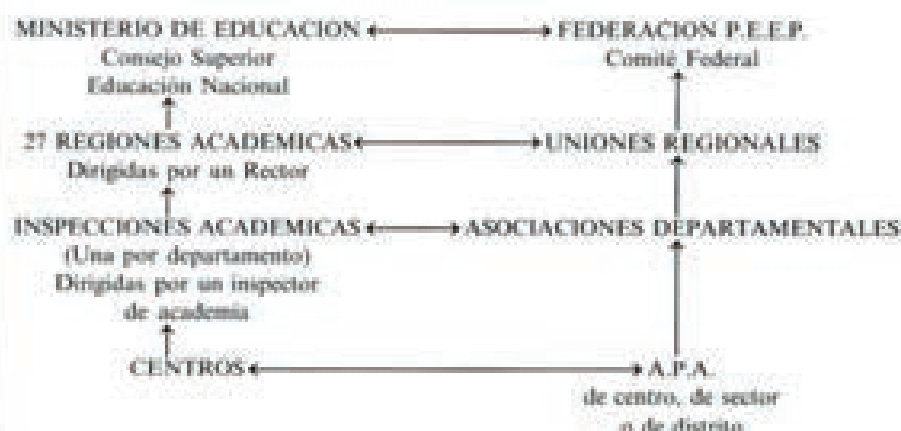 MINISTERIO DE EDUCACION FEDERACION P.E.E.P.
Consejo Superior Comité Federal
Educación Nacional
27 REGIONES ACADEMICAS UNIONES REGIONALES
Dirigidas por un Rector
INSPECCIONES ACADEMICAS ASOCIACIONES DEPARTAMENTALES
(Una por departamento)
Dirigidas por un inspector
de academia
CENTROS A.P.A.
de centro, de sector
o de distrito